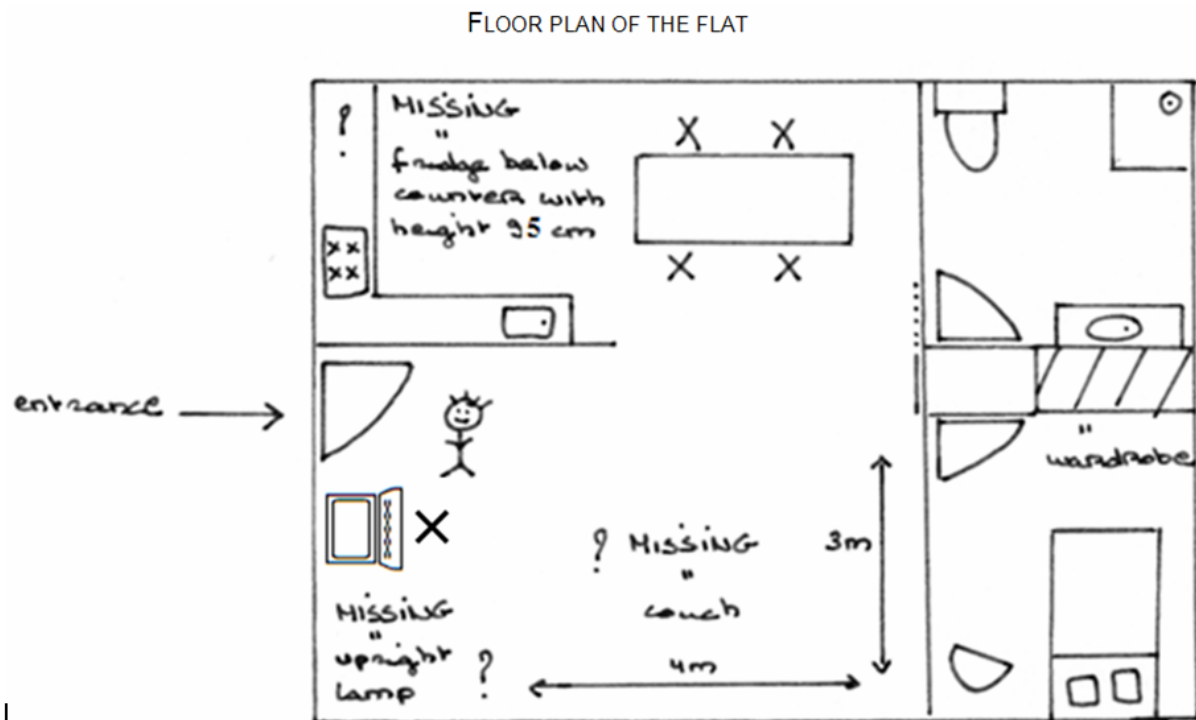 FLOOR PLAN OF THE FLAT
?
MISSING
"
frudge below
counter with
height 95 cm
entrance
"
wardrobe
? MISSING
"
couch
3m
4m
MISSING
"
upright
lamp ?